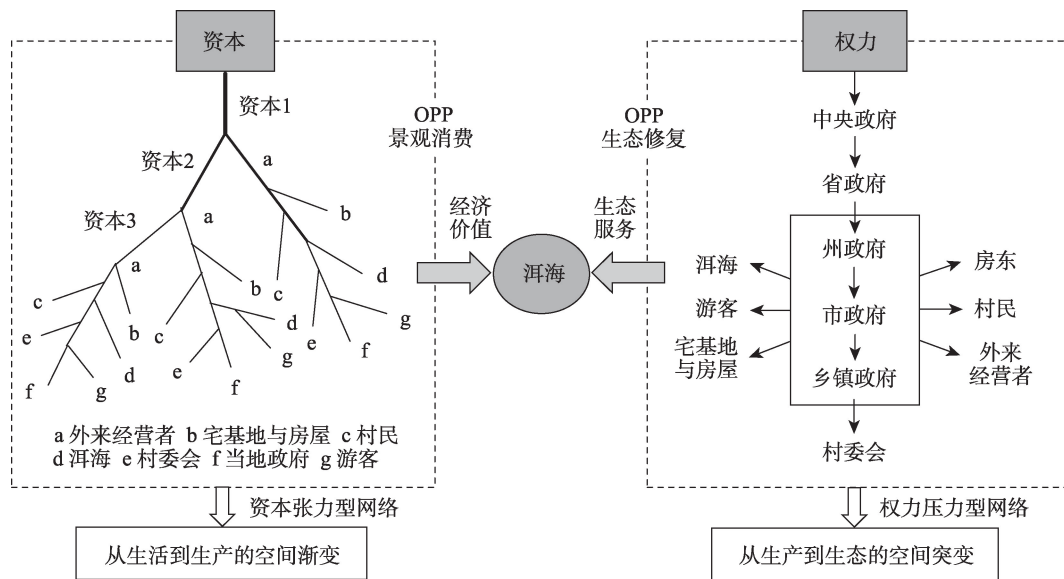 资本
资本1
资本2
a
b
资本3
a
a
c
b
c
d
e
b
d
c
d
g
f
g
e
g
e
f
f
a 外来经营者 b 宅基地与房屋 c 村民
d 洱海 e 村委会 f 当地政府 g 游客
资本张力型网络
从生活到生产的空间渐变
OPP
景观消费
经济
价值
洱海
OPP
生态修复
生态
服务
权力
中央政府
省政府
州政府
市政府
乡镇政府
洱海
游客
宅基地
与房屋
房东
村民
外来
经营者
村委会
权力压力型网络
从生产到生态的空间突变